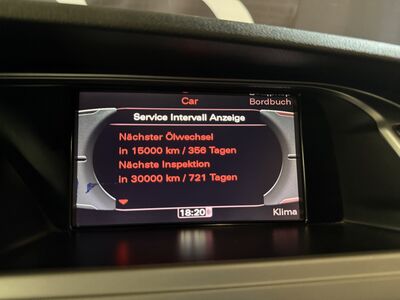 Car
Bordbuch
Service Intervall Anzeige
Nächster Ölwechsel
in 15000 km / 356 Tagen
Nächste Inspektion
in 30000 km / 721 Tagen
18:20
Klima